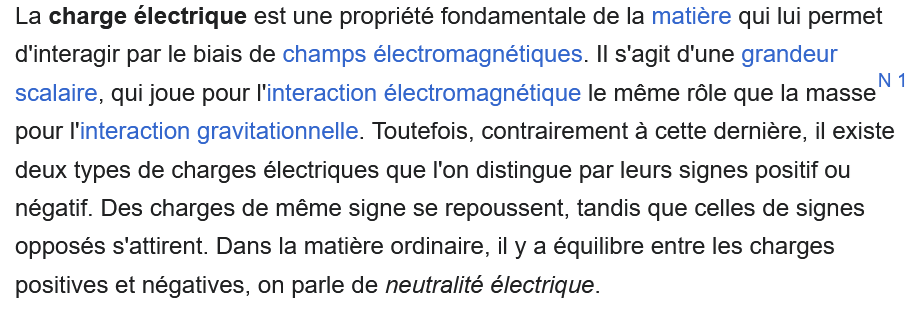 La charge électrique est une propriété fondamentale de la matière qui lui permet
d'interagir par le biais de champs électromagnétiques. Il s'agit d'une grandeur
scalaire, qui joue pour l'interaction électromagnétique le même rôle que la masse N 1
pour l'interaction gravitationnelle. Toutefois, contrairement à cette dernière, il existe
deux types de charges électriques que l'on distingue par leurs signes positif ou
négatif. Des charges de même signe se repoussent, tandis que celles de signes
opposés s'attirent. Dans la matière ordinaire, il y a équilibre entre les charges
positives et négatives, on parle de neutralité électrique.